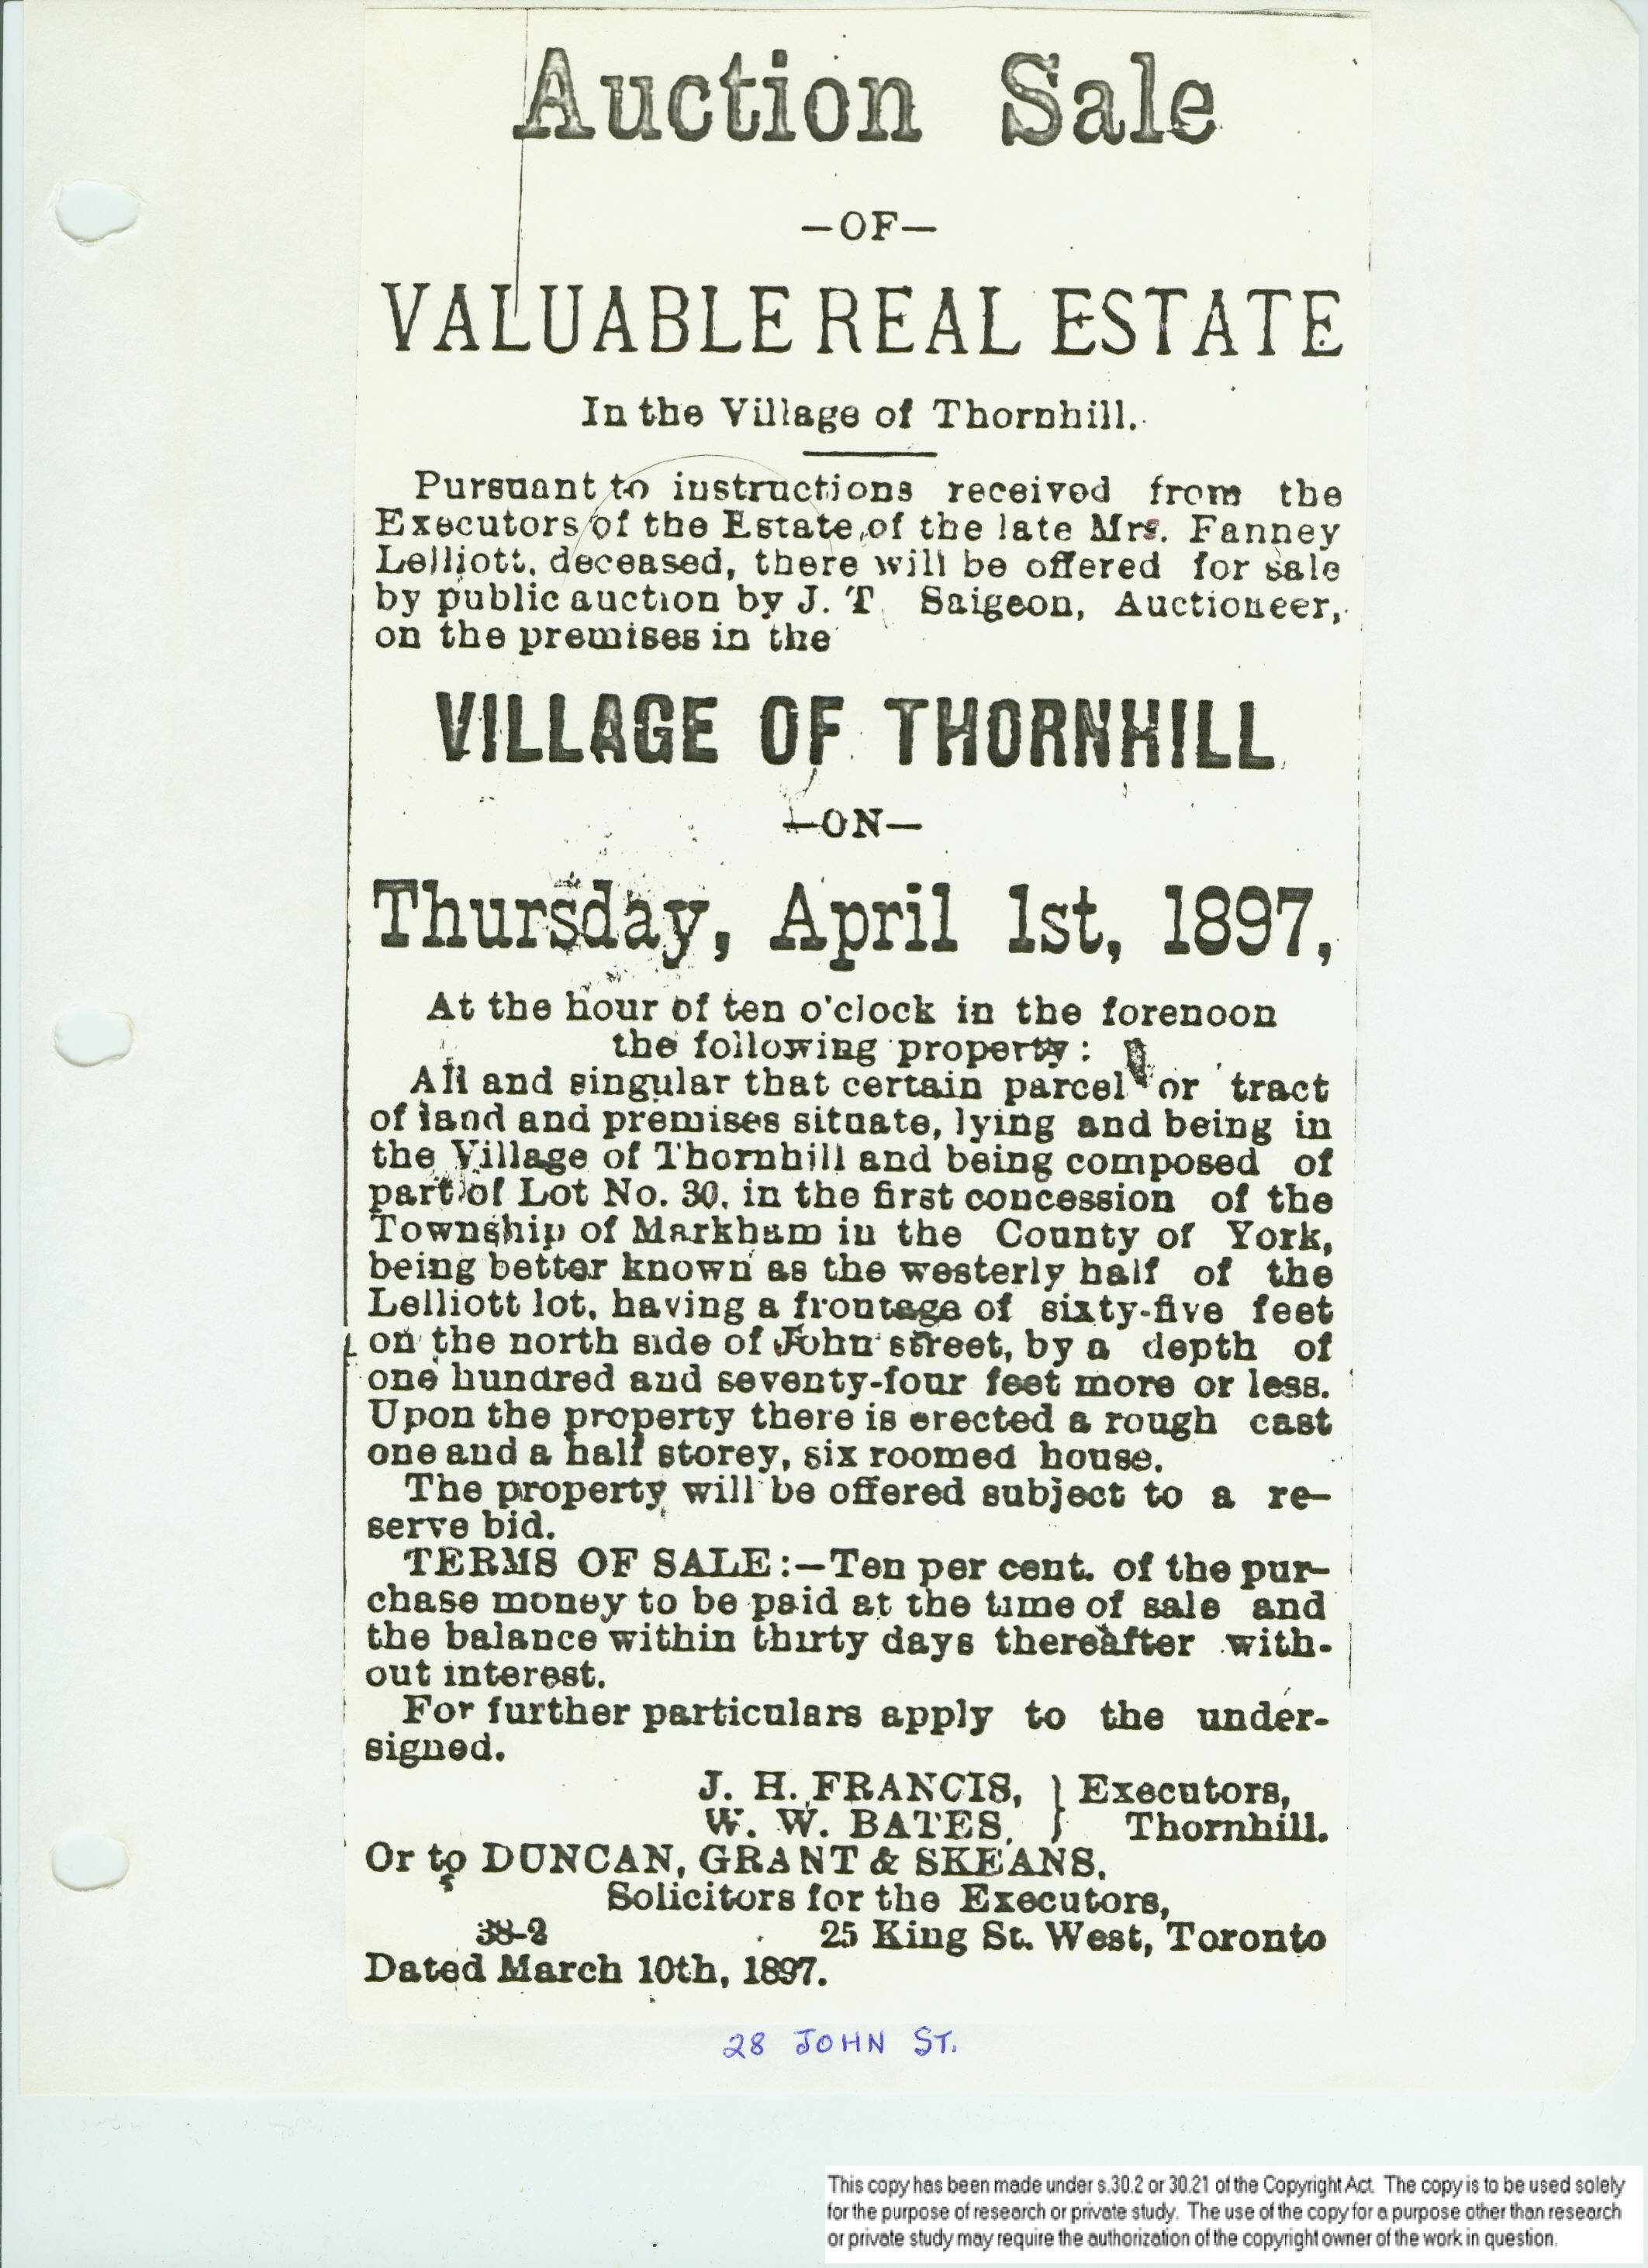 Auction Sale
—OF—
VALUABLE REAL ESTATE
In the Village of Thornhill.
Pursuant to instructions received from the
Executors of the Estate of the late Mrs. Fanney
Lelliott, deceased, there will be offered for sale
by public auction by J. T. Saigeon, Auctioneer,
on the premises in the
VILLAGE OF THORNHILL
—ON—
Thursday, April 1st, 1897,
At the hour of ten o'clock in the forenoon
the following property:
All and singular that certain parcel or tract
of land and premises situate, lying and being in
the Village of Thornhill and being composed of
part of Lot No. 30, in the first concession of the
Township of Markham in the County of York,
being better known as the westerly half of the
Lelliott lot, having a frontage of sixty-five feet
on the north side of John street, by a depth of
one hundred and seventy-four feet more or less.
Upon the property there is erected a rough cast
one and a half storey, six roomed house.
The property will be offered subject to a re-
serve bid.
TERMS OF SALE:—Ten per cent. of the pur-
chase money to be paid at the time of sale and
the balance within thirty days thereafter with-
out interest.
For further particulars apply to the under-
signed.
J. H. FRANCIS, } Executors,
W. W. BATES, } Thornhill.
Or to DUNCAN, GRANT & SKEANS,
Solicitors for the Executors,
38-2 25 King St. West, Toronto
Dated March 10th, 1897.
28 JOHN ST.
This copy has been made under s.30.2 or 30.21 of the Copyright Act. The copy is to be used solely
for the purpose of research or private study. The use of the copy for a purpose other than research
or private study may require the authorization of the copyright owner of the work in question.